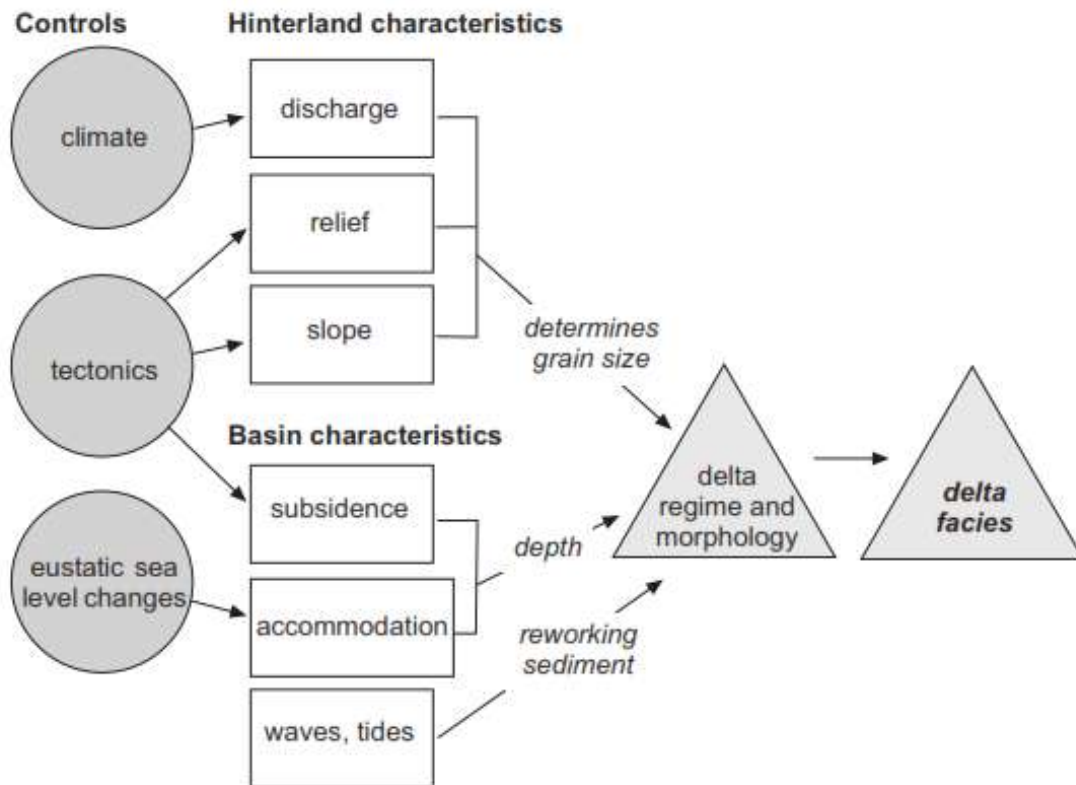 Controls
Hinterland characteristics
climate
discharge
relief
slope
tectonics
determines
grain size
Basin characteristics
subsidence
eustatic sea
level changes
accommodation
waves, tides
depth
reworking
sediment
delta
regime and
morphology
delta
facies